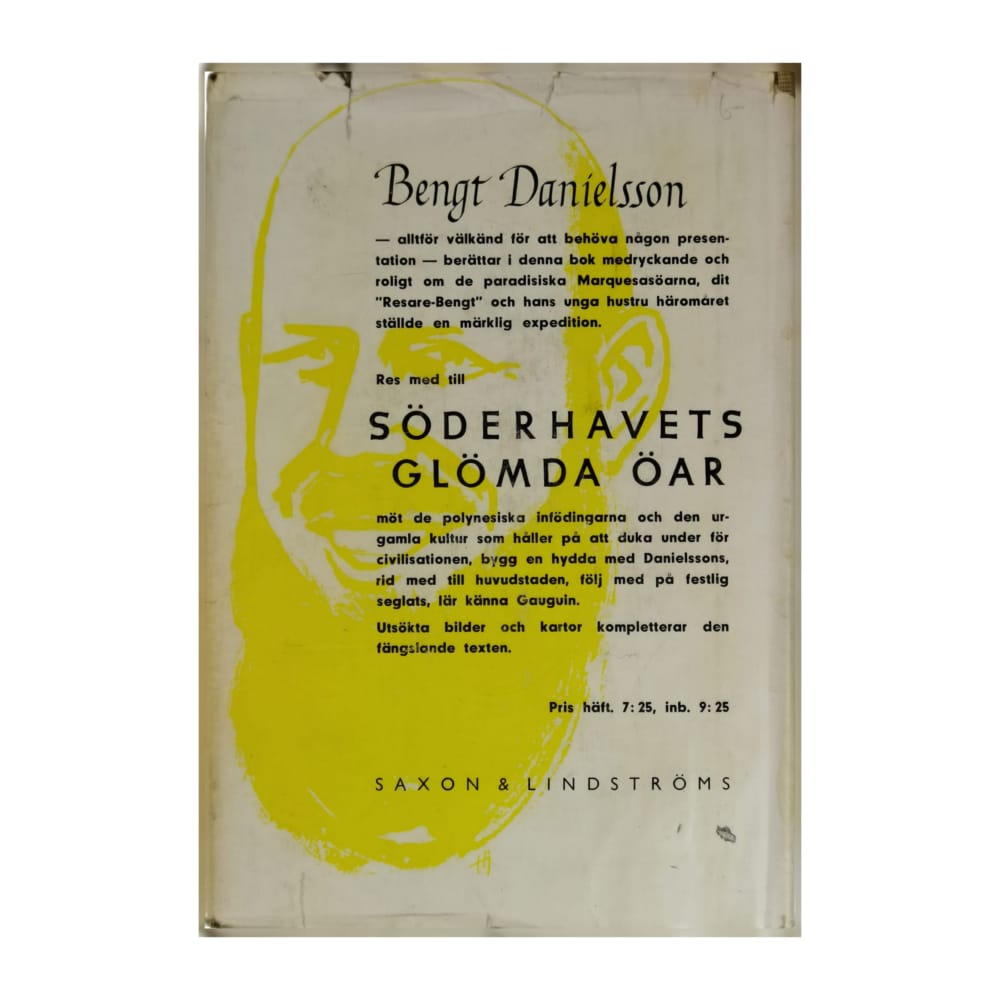 6-
Bengt Danielsson
— alltför välkänd för att behöva någon presen-
tation — berättar i denna bok medryckande och
roligt om de paradisiska Marquesasöarna, dit
"Resare-Bengt" och hans unga hustru häromåret
ställde en märklig expedition.
Res med till
SÖDERHAVETS
GLÖMDA ÖAR
möt de polynesiska infödingarna och den ur-
gamla kultur som håller på att duka under för
civilisationen, bygg en hydda med Danielssons,
rid med till huvudstaden, följ med på festlig
seglats, lär känna Gauguin.
Utsökta bilder och kartor kompletterar den
fängslande texten.
Pris häft. 7:25, inb. 9:25
SAXON & LINDSTRÖMS